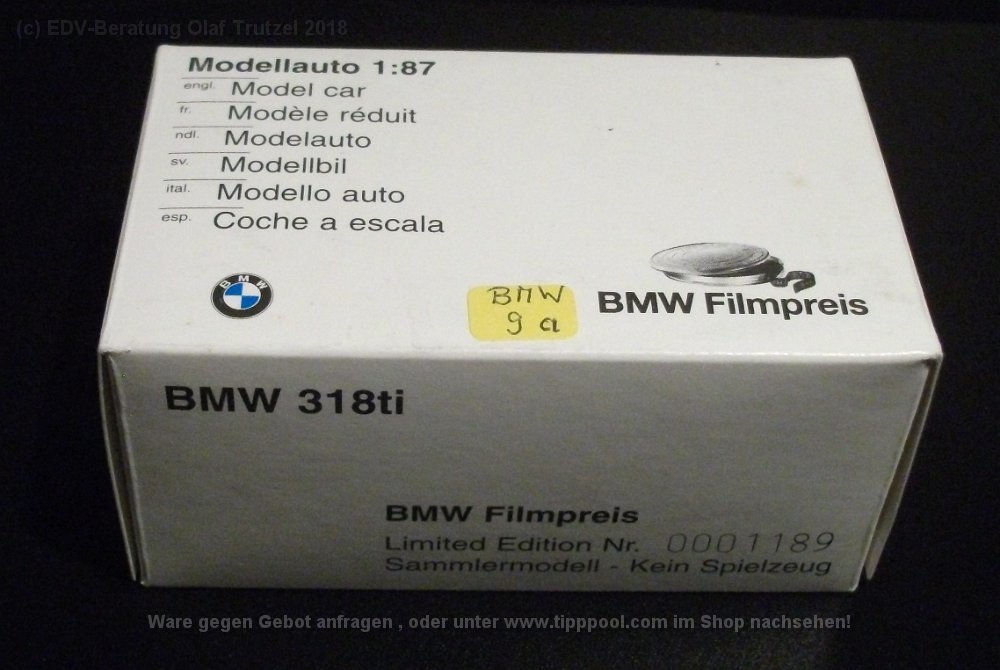 (c) EDV-Beratung Olaf Trutzel 2018
Modellauto 1:87
engl. Model car
fr. Modèle réduit
ndl. Modelauto
sv. Modellbil
ital. Modello auto
esp. Coche a escala
BMW
BMW
9 a
BMW Filmpreis
BMW 318ti
BMW Filmpreis
Limited Edition Nr. 0001189
Sammlermodell - Kein Spielzeug
Ware gegen Gebot anfragen , oder unter www.tipppool.com im Shop nachsehen!